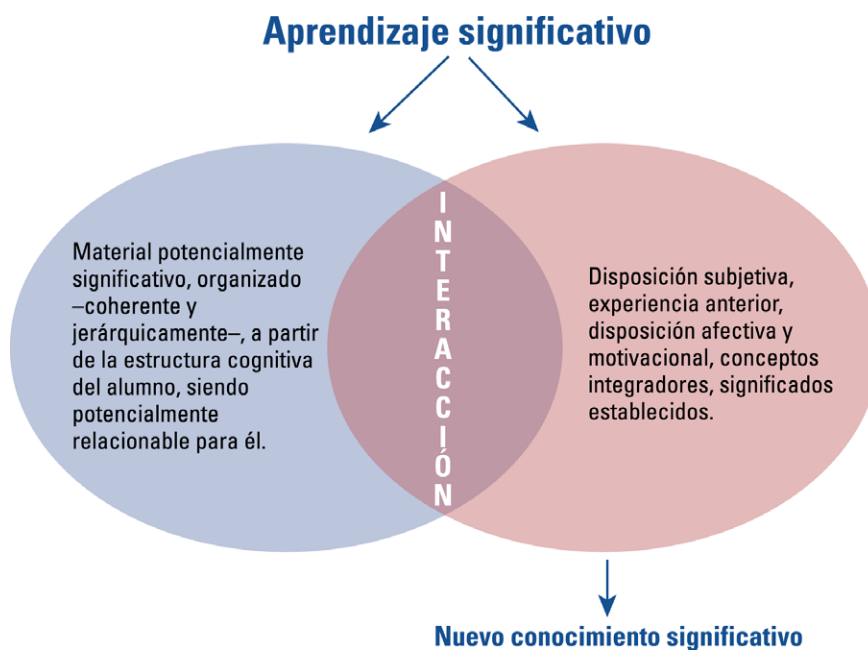 Aprendizaje significativo
Material potencialmente
significativo, organizado
–coherente y
jerárquicamente–, a partir
de la estructura cognitiva
del alumno, siendo
potencialmente
relacionable para él.
INTERACCIÓN
Disposición subjetiva,
experiencia anterior,
disposición afectiva y
motivacional, conceptos
integradores, significados
establecidos.
Nuevo conocimiento significativo